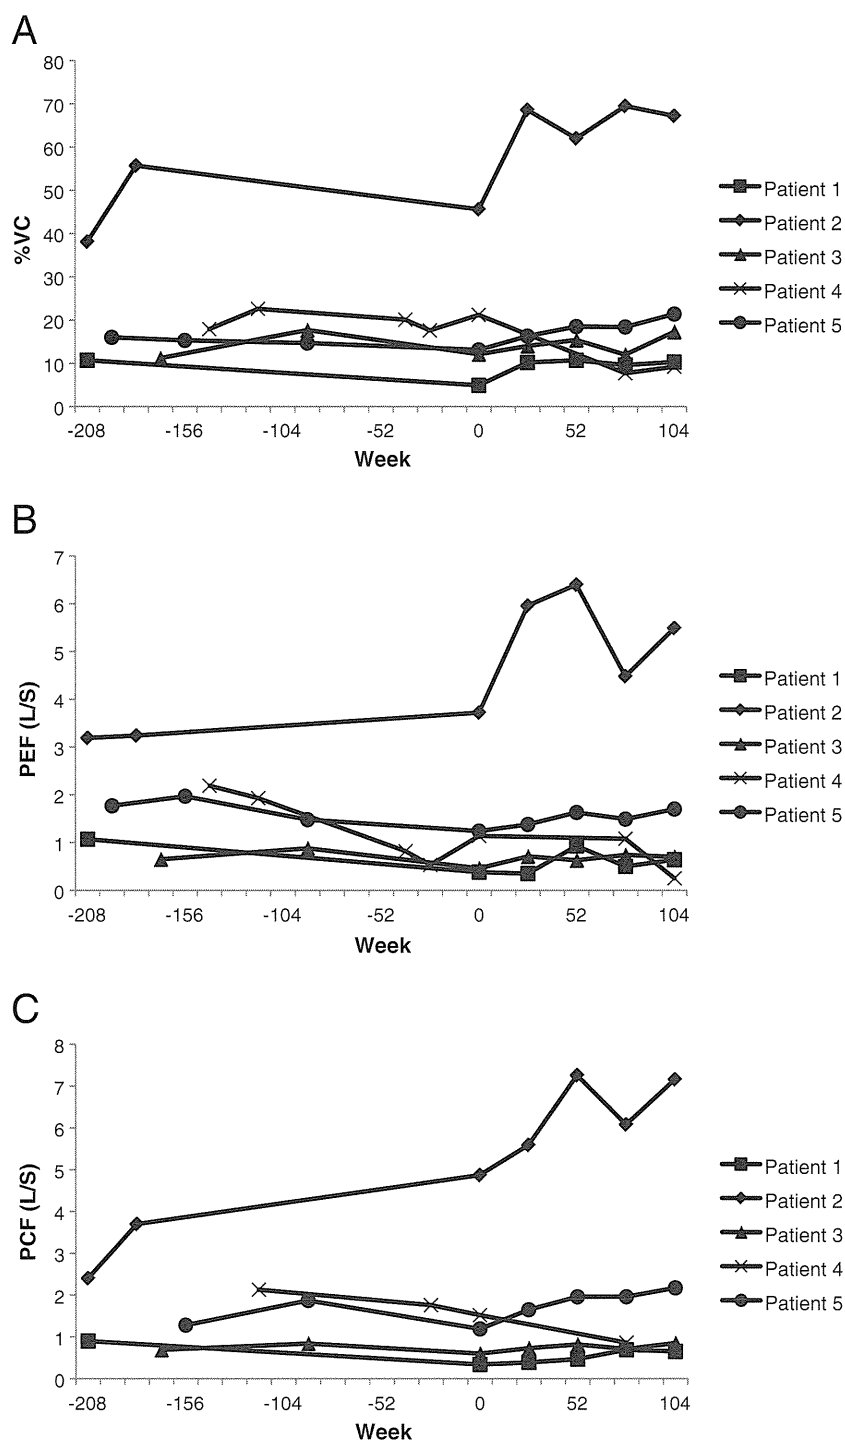 A
80
70
60
50
40
30
20
10
0
%VC
-208 -156 -104 -52 0 52 104
Week
Patient 1
Patient 2
Patient 3
Patient 4
Patient 5
B
7
6
5
4
3
2
1
0
PEF (L/S)
-208 -156 -104 -52 0 52 104
Week
Patient 1
Patient 2
Patient 3
Patient 4
Patient 5
C
8
7
6
5
4
3
2
1
0
PCF (L/S)
-208 -156 -104 -52 0 52 104
Week
Patient 1
Patient 2
Patient 3
Patient 4
Patient 5